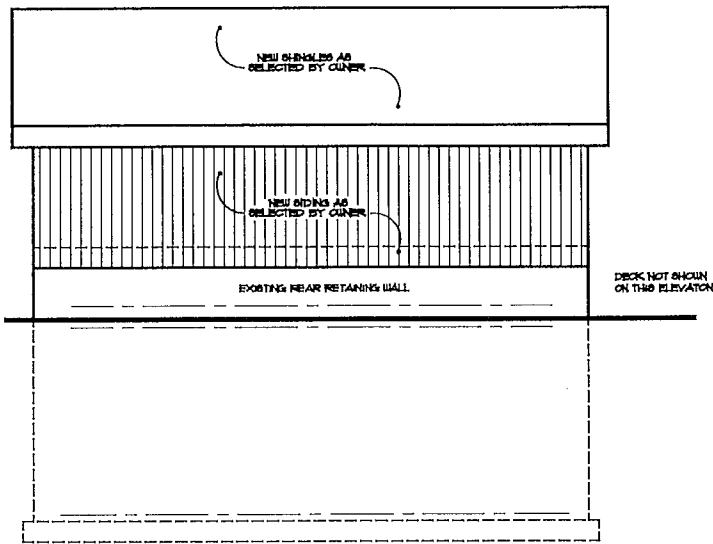 NEW SHINGLES AS
SELECTED BY OWNER
NEW SIDING AS
SELECTED BY OWNER
EXISTING REAR RETAINING WALL
DECK NOT SHOWN
ON THIS ELEVATION